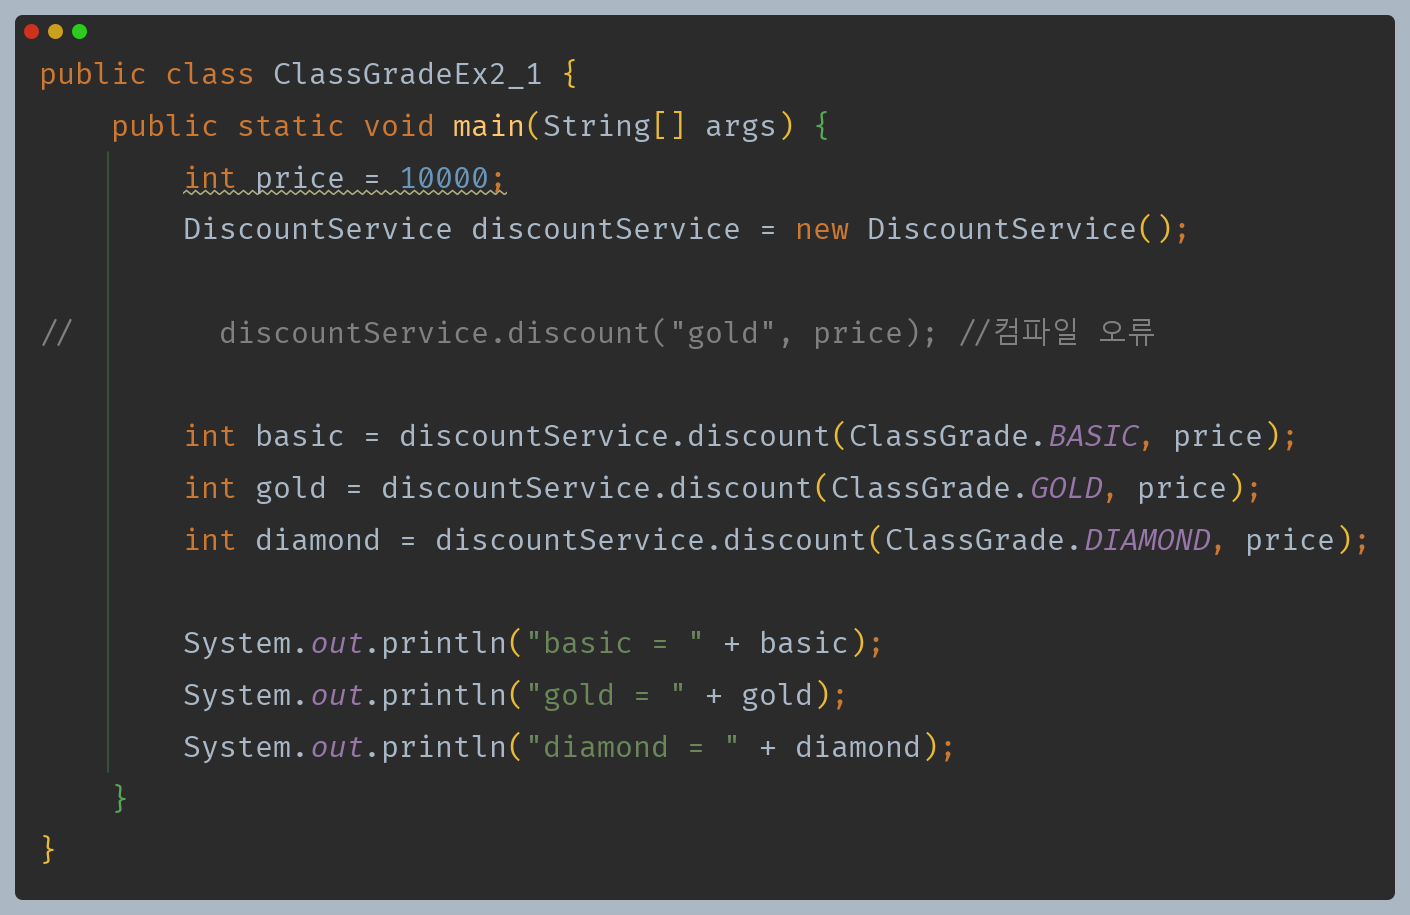 public class ClassGradeEx2_1 {
    public static void main(String[] args) {
        int price = 10000;
        DiscountService discountService = new DiscountService();
//        discountService.discount("gold", price); //컴파일 오류
        int basic = discountService.discount(ClassGrade.BASIC, price);
        int gold = discountService.discount(ClassGrade.GOLD, price);
        int diamond = discountService.discount(ClassGrade.DIAMOND, price);
        System.out.println("basic = " + basic);
        System.out.println("gold = " + gold);
        System.out.println("diamond = " + diamond);
    }
}